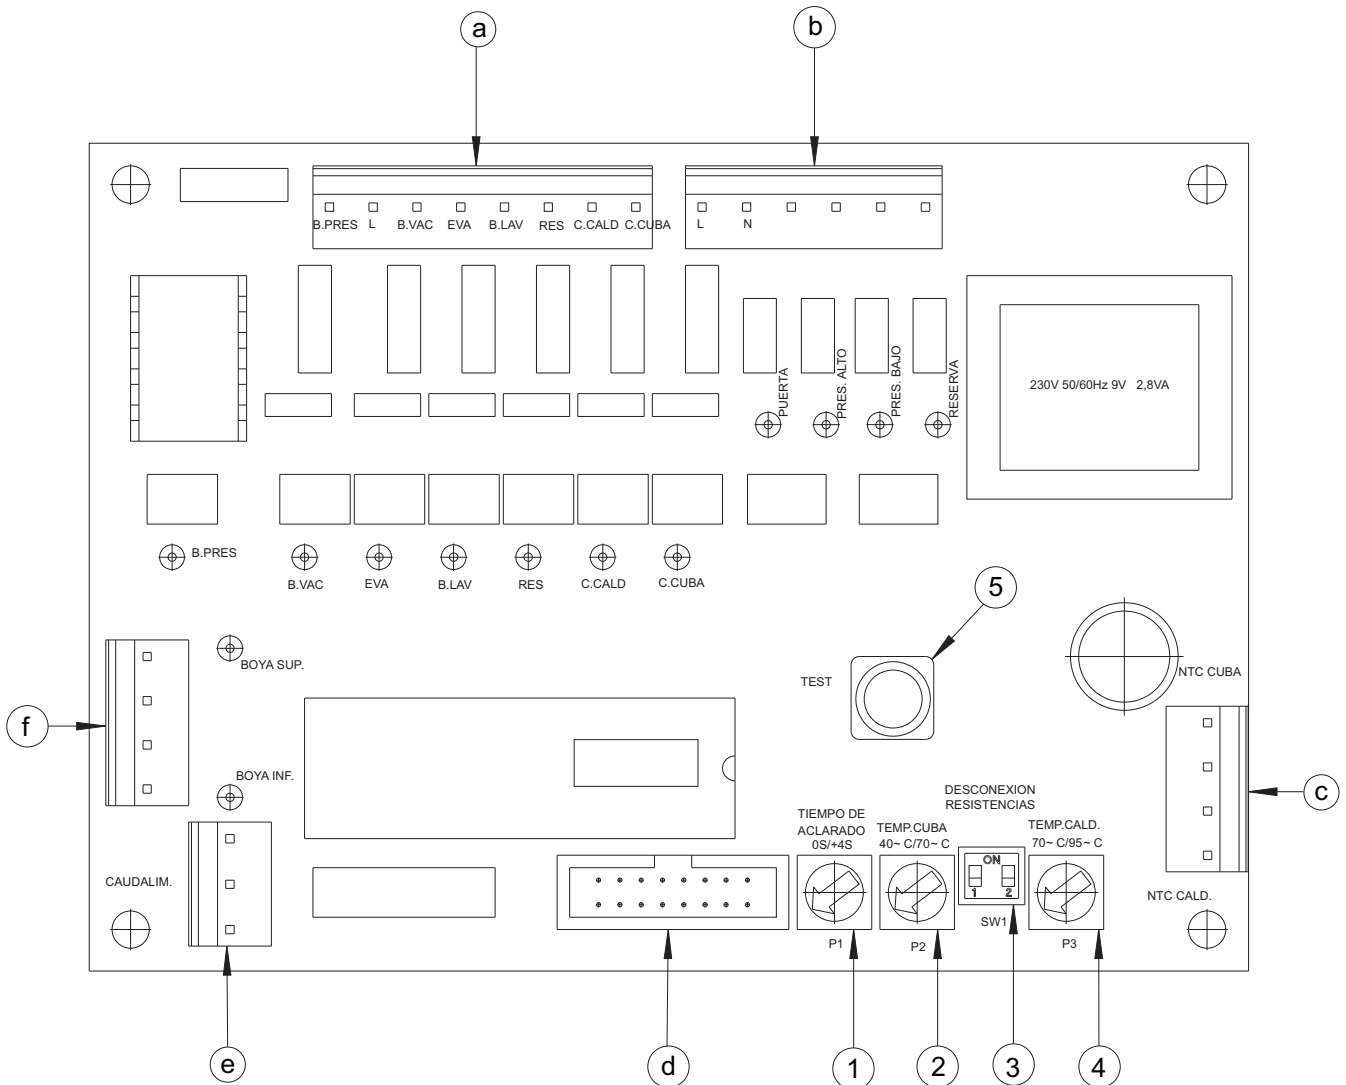 a
b
B.PRES L B.VAC EVA B.LAV RES C.CALD C.CUBA
L N
PUERTA
PRES. ALTO
PRES. BAJO
RESERVA
230V 50/60Hz 9V 2,8VA
B.PRES
B.VAC
EVA
B.LAV
RES
C.CALD
C.CUBA
5
BOYA SUP.
TEST
NTC CUBA
f
BOYA INF.
c
DESCONEXION
RESISTENCIAS
TIEMPO DE
ACLARADO
0S/+4S
TEMP.CUBA
40~ C/70~ C
TEMP.CALD.
70~ C/95~ C
ON
1 2
CAUDALIM.
NTC CALD.
SW1
P1
P2
P3
e
d
1
2
3
4